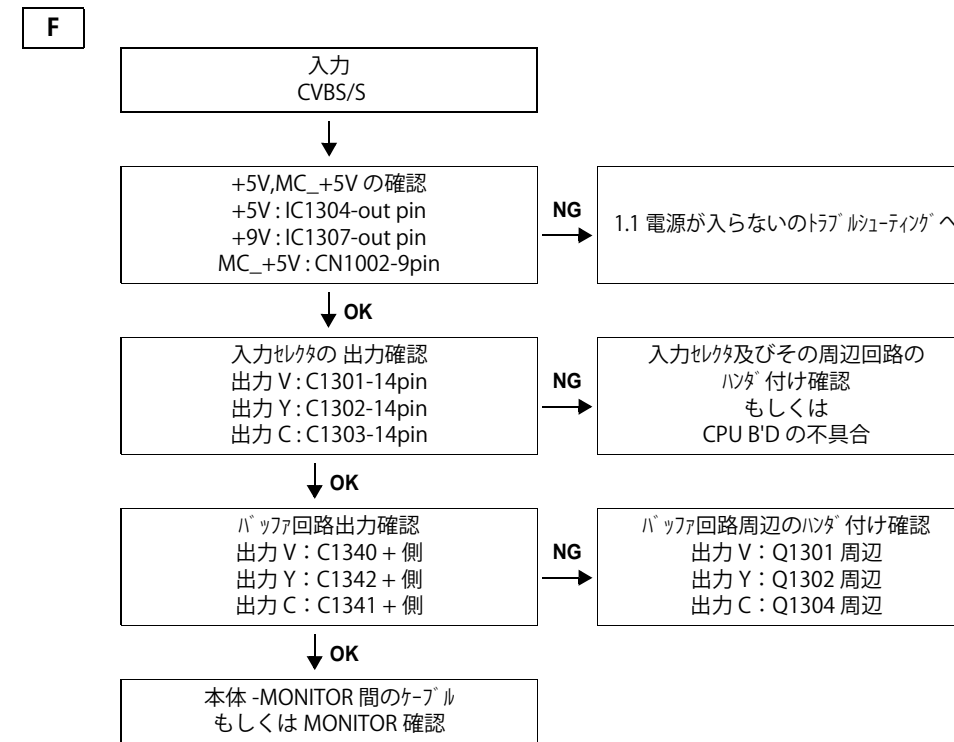 F
入力
CVBS/S
+5V,MC_+5V の確認
+5V : IC1304-out pin
+9V : IC1307-out pin
MC_+5V : CN1002-9pin
NG
1.1 電源が入らないのﾄﾗﾌﾞﾙｼｭｰﾃｨﾝｸﾞへ
OK
入力ｾﾚｸﾀの 出力確認
出力 V : C1301-14pin
出力 Y : C1302-14pin
出力 C : C1303-14pin
NG
入力ｾﾚｸﾀ及びその周辺回路の
ﾊﾝﾀﾞ付け確認
もしくは
CPU B'D の不具合
OK
ﾊﾞｯﾌｧ回路出力確認
出力 V：C1340 + 側
出力 Y：C1342 + 側
出力 C：C1341 + 側
NG
ﾊﾞｯﾌｧ回路周辺のﾊﾝﾀﾞ付け確認
出力 V：Q1301 周辺
出力 Y：Q1302 周辺
出力 C：Q1304 周辺
OK
本体 -MONITOR 間のｹｰﾌﾞﾙ
もしくは MONITOR 確認